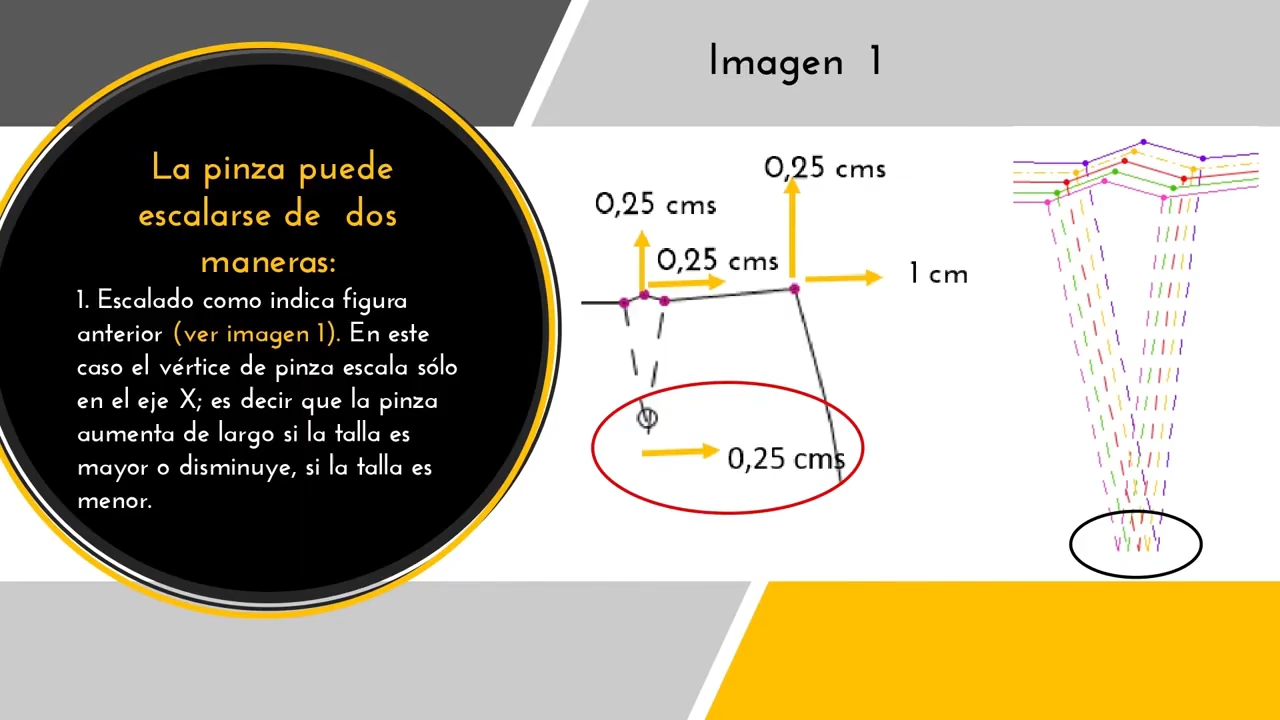 La pinza puede
escalarse de dos
maneras:
1. Escalado como indica figura
anterior (ver imagen 1). En este
caso el vértice de pinza escala sólo
en el eje X; es decir que la pinza
aumenta de largo si la talla es
mayor o disminuye, si la talla es
menor.
Imagen 1
0,25 cms
0,25 cms
0,25 cms
1 cm
0,25 cms